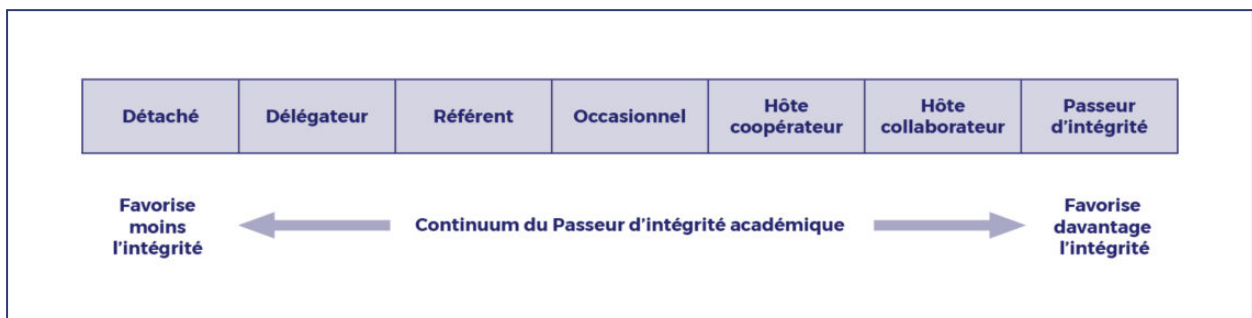 Détaché
Délégateur
Référent
Occasionnel
Hôte
coopérateur
Hôte
collaborateur
Passeur
d'intégrité
Favorise
moins
l'intégrité
Continuum du Passeur d'intégrité académique
Favorise
davantage
l'intégrité